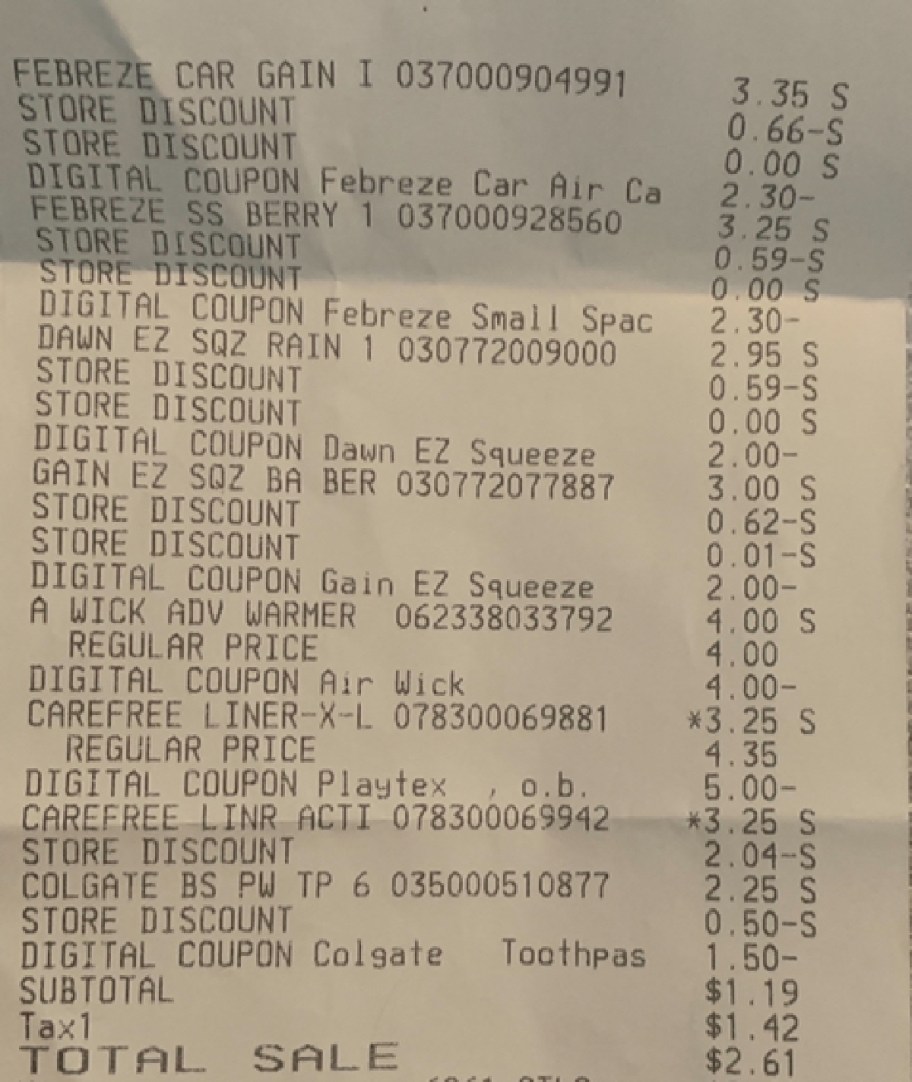 FEBREZE CAR GAIN I 037000904991 3.35 S
STORE DISCOUNT 0.66-S
STORE DISCOUNT 0.00 S
DIGITAL COUPON Febreze Car Air Ca 2.30-
FEBREZE SS BERRY 1 037000928560 3.25 S
STORE DISCOUNT 0.59-S
STORE DISCOUNT 0.00 S
DIGITAL COUPON Febreze Small Spac 2.30-
DAWN EZ SQZ RAIN 1 030772009000 2.95 S
STORE DISCOUNT 0.59-S
STORE DISCOUNT 0.00 S
DIGITAL COUPON Dawn EZ Squeeze 2.00-
GAIN EZ SQZ BA BER 030772077887 3.00 S
STORE DISCOUNT 0.62-S
STORE DISCOUNT 0.01-S
DIGITAL COUPON Gain EZ Squeeze 2.00-
A WICK ADV WARMER 062338033792 4.00 S
REGULAR PRICE 4.00
DIGITAL COUPON Air Wick 4.00-
CAREFREE LINER-X-L 078300069881 *3.25 S
REGULAR PRICE 4.35
DIGITAL COUPON Playtex , o.b. 5.00-
CAREFREE LINR ACTI 078300069942 *3.25 S
STORE DISCOUNT 2.04-S
COLGATE BS PW TP 6 035000510877 2.25 S
STORE DISCOUNT 0.50-S
DIGITAL COUPON Colgate Toothpas 1.50-
SUBTOTAL $1.19
Tax1 $1.42
TOTAL SALE $2.61